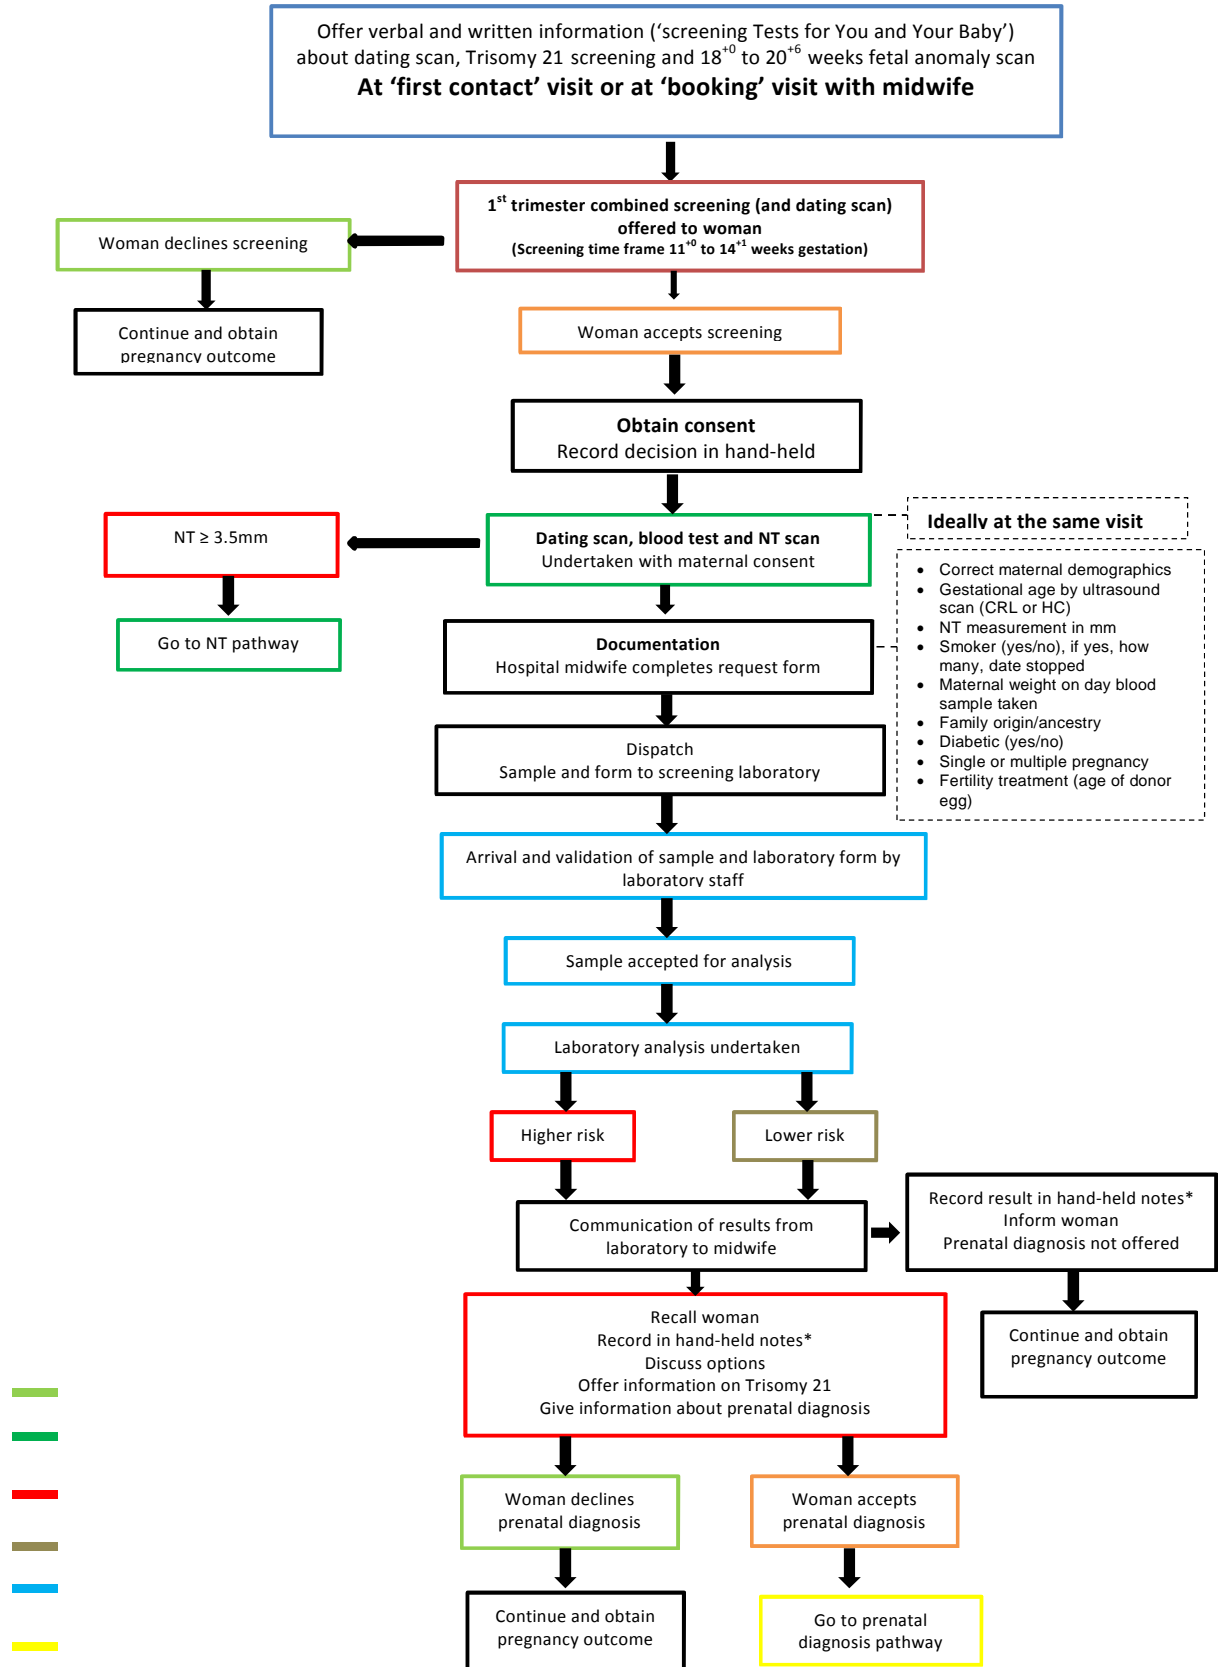 Offer verbal and written information (‘screening Tests for You and Your Baby’)
about dating scan, Trisomy 21 screening and 18+0 to 20+6 weeks fetal anomaly scan
At ‘first contact’ visit or at ‘booking’ visit with midwife
1st trimester combined screening (and dating scan)
offered to woman
(Screening time frame 11+0 to 14+1 weeks gestation)
Woman declines screening
Continue and obtain
pregnancy outcome
Woman accepts screening
Obtain consent
Record decision in hand-held
NT ≥ 3.5mm
Go to NT pathway
Dating scan, blood test and NT scan
Undertaken with maternal consent
Ideally at the same visit
Documentation
Hospital midwife completes request form
• Correct maternal demographics
• Gestational age by ultrasound
scan (CRL or HC)
• NT measurement in mm
• Smoker (yes/no), if yes, how
many, date stopped
• Maternal weight on day blood
sample taken
• Family origin/ancestry
• Diabetic (yes/no)
• Single or multiple pregnancy
• Fertility treatment (age of donor
egg)
Dispatch
Sample and form to screening laboratory
Arrival and validation of sample and laboratory form by
laboratory staff
Sample accepted for analysis
Laboratory analysis undertaken
Higher risk
Lower risk
Communication of results from
laboratory to midwife
Record result in hand-held notes*
Inform woman
Prenatal diagnosis not offered
Continue and obtain
pregnancy outcome
Recall woman
Record in hand-held notes*
Discuss options
Offer information on Trisomy 21
Give information about prenatal diagnosis
Woman declines
prenatal diagnosis
Woman accepts
prenatal diagnosis
Continue and obtain
pregnancy outcome
Go to prenatal
diagnosis pathway